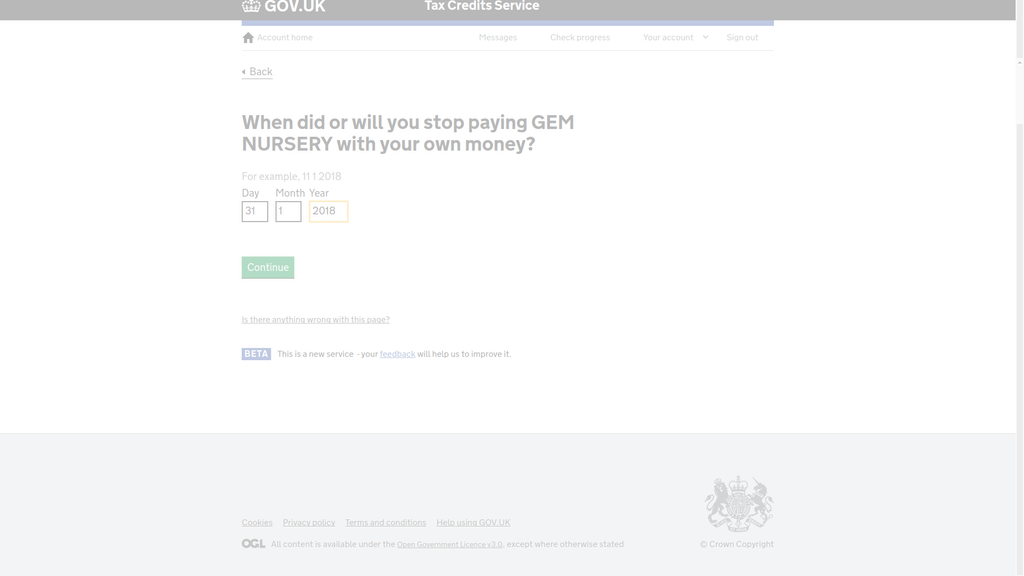 GOV.UK Tax Credits Service
Account home Messages Check progress Your account Sign out
Back
When did or will you stop paying GEM
NURSERY with your own money?
For example, 11 1 2018
Day Month Year
31 1 2018
Continue
Is there anything wrong with this page?
BETA This is a new service - your feedback will help us to improve it.
Cookies Privacy policy Terms and conditions Help using GOV.UK
OGL All content is available under the Open Government Licence v3.0, except where otherwise stated
© Crown Copyright